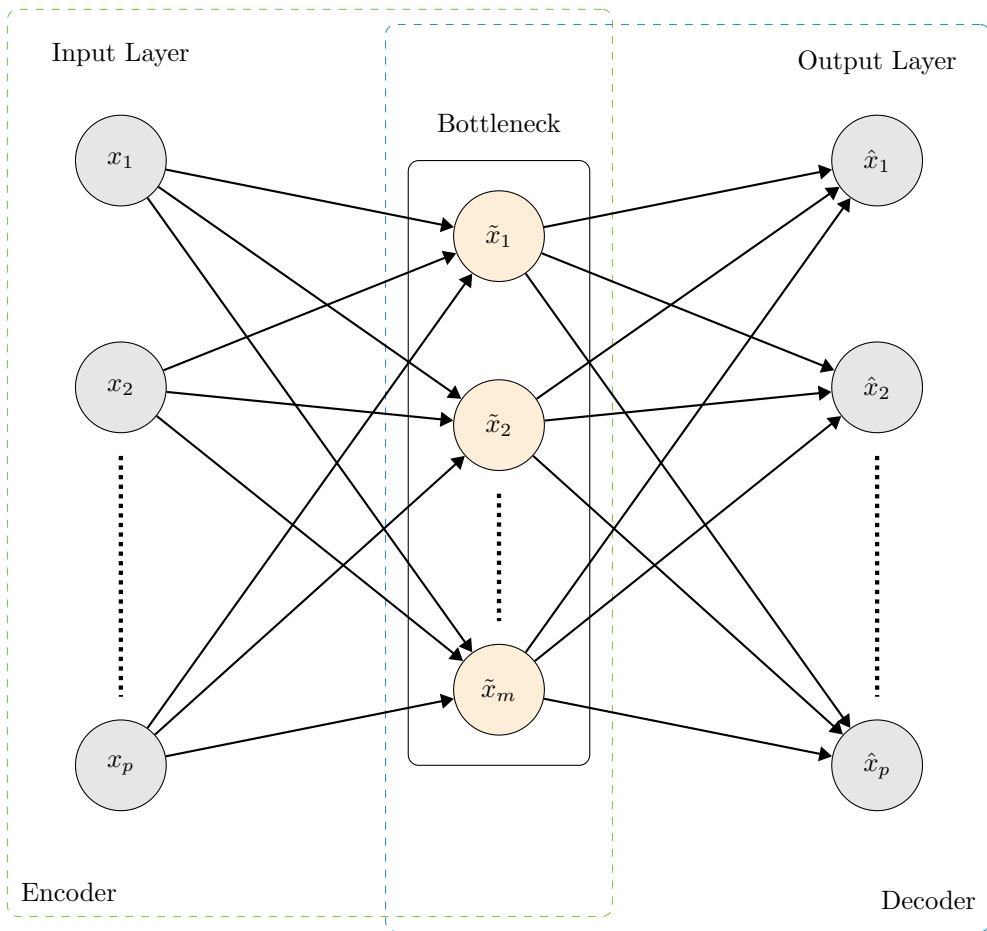 Input Layer
Output Layer
Bottleneck
x₁
x̂₁
x̃₁
x₂
x̂₂
x̃₂
x̃ₘ
xₚ
x̂ₚ
Encoder
Decoder